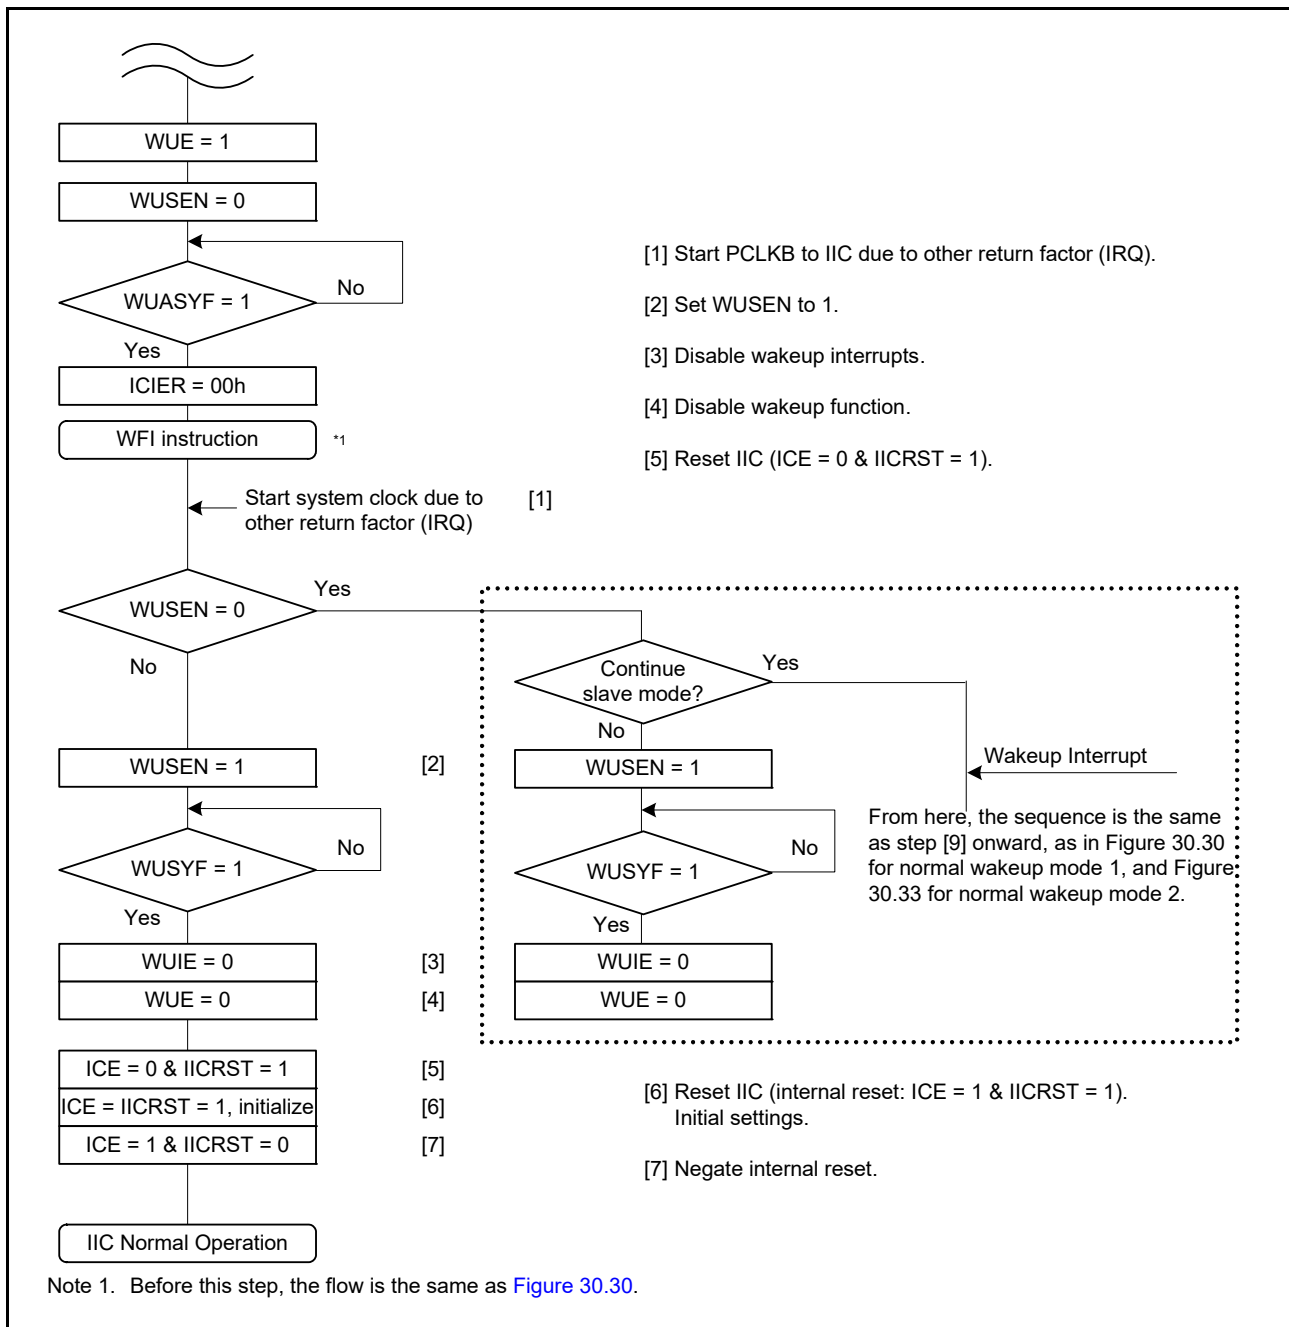 WUE = 1
WUSEN = 0
[1] Start PCLKB to IIC due to other return factor (IRQ).
No
WUASYF = 1
[2] Set WUSEN to 1.
Yes
[3] Disable wakeup interrupts.
ICIER = 00h
[4] Disable wakeup function.
WFI instruction
*1
[5] Reset IIC (ICE = 0 & IICRST = 1).
Start system clock due to
other return factor (IRQ)
[1]
Yes
WUSEN = 0
No
Continue
slave mode?
Yes
No
WUSEN = 1
[2]
WUSEN = 1
Wakeup Interrupt
From here, the sequence is the same
as step [9] onward, as in Figure 30.30
for normal wakeup mode 1, and Figure
30.33 for normal wakeup mode 2.
No
WUSYF = 1
Yes
No
WUSYF = 1
Yes
WUIE = 0
[3]
WUIE = 0
WUE = 0
[4]
WUE = 0
ICE = 0 & IICRST = 1
[5]
ICE = IICRST = 1, initialize
[6]
ICE = 1 & IICRST = 0
[7]
[6] Reset IIC (internal reset: ICE = 1 & IICRST = 1).
Initial settings.
[7] Negate internal reset.
IIC Normal Operation
Note 1. Before this step, the flow is the same as Figure 30.30.